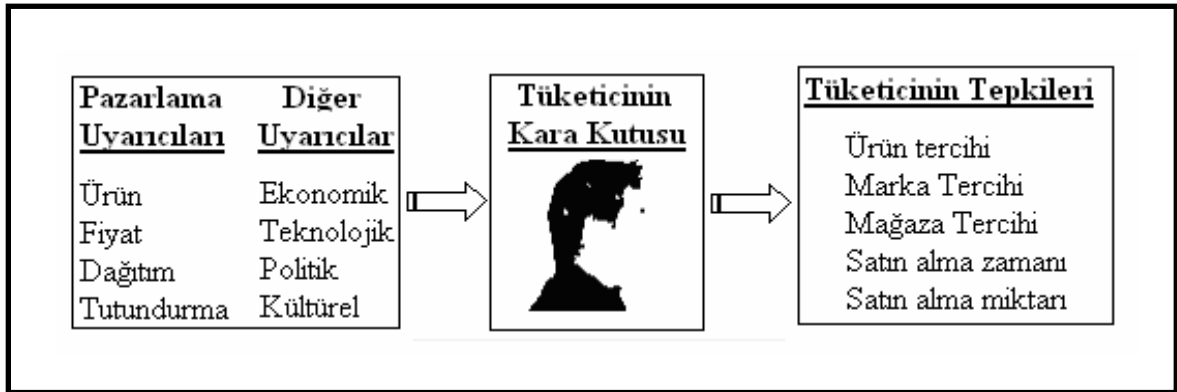 Pazarlama
Uyarıcıları
Ürün
Fiyat
Dağıtım
Tutundurma
Diğer
Uyarıcılar
Ekonomik
Teknolojik
Politik
Kültürel
Tüketicinin
Kara Kutusu
Tüketicinin Tepkileri
Ürün tercihi
Marka Tercihi
Mağaza Tercihi
Satın alma zamanı
Satın alma miktarı